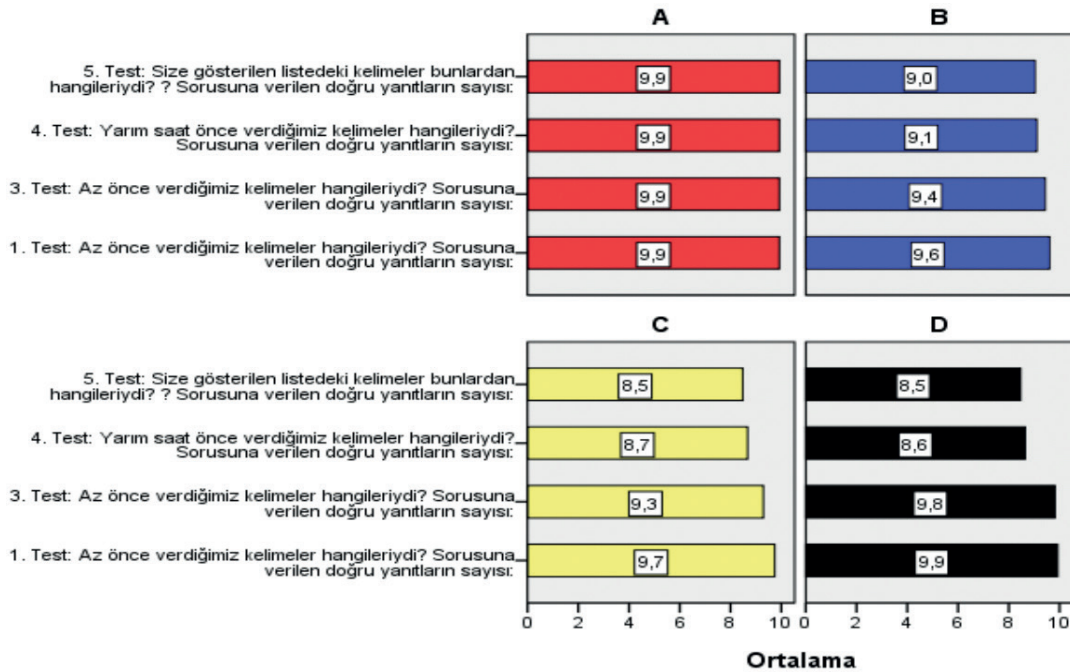 A
B
5. Test: Size gösterilen listedeki kelimeler bunlardan
hangileriydi? ? Sorusuna verilen doğru yanıtların sayısı:
9,9
9,0
4. Test: Yarım saat önce verdiğimiz kelimeler hangileriydi?
Sorusuna verilen doğru yanıtların sayısı:
9,9
9,1
3. Test: Az önce verdiğimiz kelimeler hangileriydi? Sorusuna
verilen doğru yanıtların sayısı:
9,9
9,4
1. Test: Az önce verdiğimiz kelimeler hangileriydi? Sorusuna
verilen doğru yanıtların sayısı:
9,9
9,6
C
D
5. Test: Size gösterilen listedeki kelimeler bunlardan
hangileriydi? ? Sorusuna verilen doğru yanıtların sayısı:
8,5
8,5
4. Test: Yarım saat önce verdiğimiz kelimeler hangileriydi?
Sorusuna verilen doğru yanıtların sayısı:
8,7
8,6
3. Test: Az önce verdiğimiz kelimeler hangileriydi? Sorusuna
verilen doğru yanıtların sayısı:
9,3
9,8
1. Test: Az önce verdiğimiz kelimeler hangileriydi? Sorusuna
verilen doğru yanıtların sayısı:
9,7
9,9
0 2 4 6 8 10 0 2 4 6 8 10
Ortalama